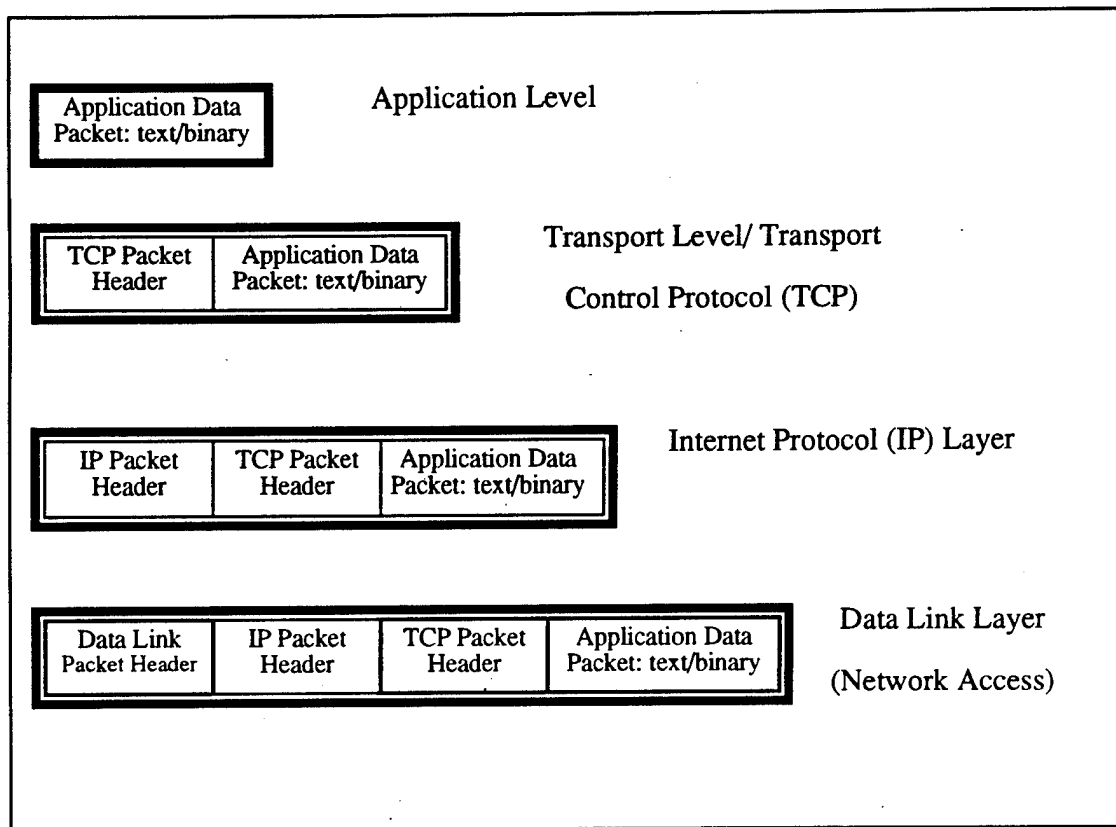 Application Data
Packet: text/binary
Application Level
TCP Packet
Header
Application Data
Packet: text/binary
Transport Level/ Transport
Control Protocol (TCP)
IP Packet
Header
TCP Packet
Header
Application Data
Packet: text/binary
Internet Protocol (IP) Layer
Data Link
Packet Header
IP Packet
Header
TCP Packet
Header
Application Data
Packet: text/binary
Data Link Layer
(Network Access)